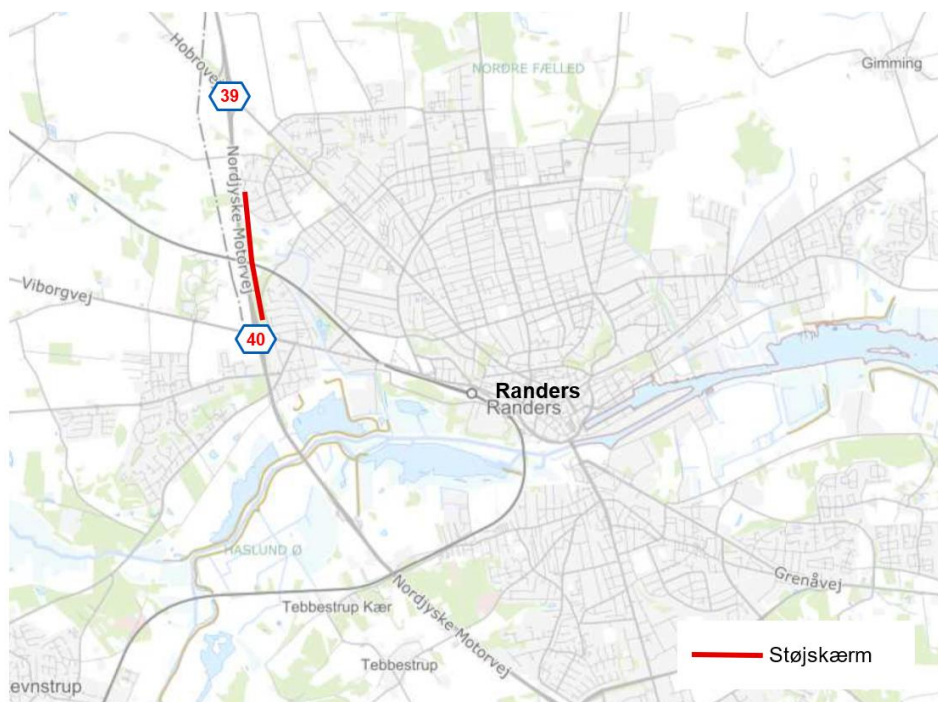 Hobrovej
NORDRE FÆLLED
Gimming
39
Nordjyske Motorvej
Viborgvej
40
Randers
Randers
HASLUND Ø
Grenåvej
Nordjyske Motorvej
Tebbestrup Kær
Støjskærm
Tebbestrup
evnstrup